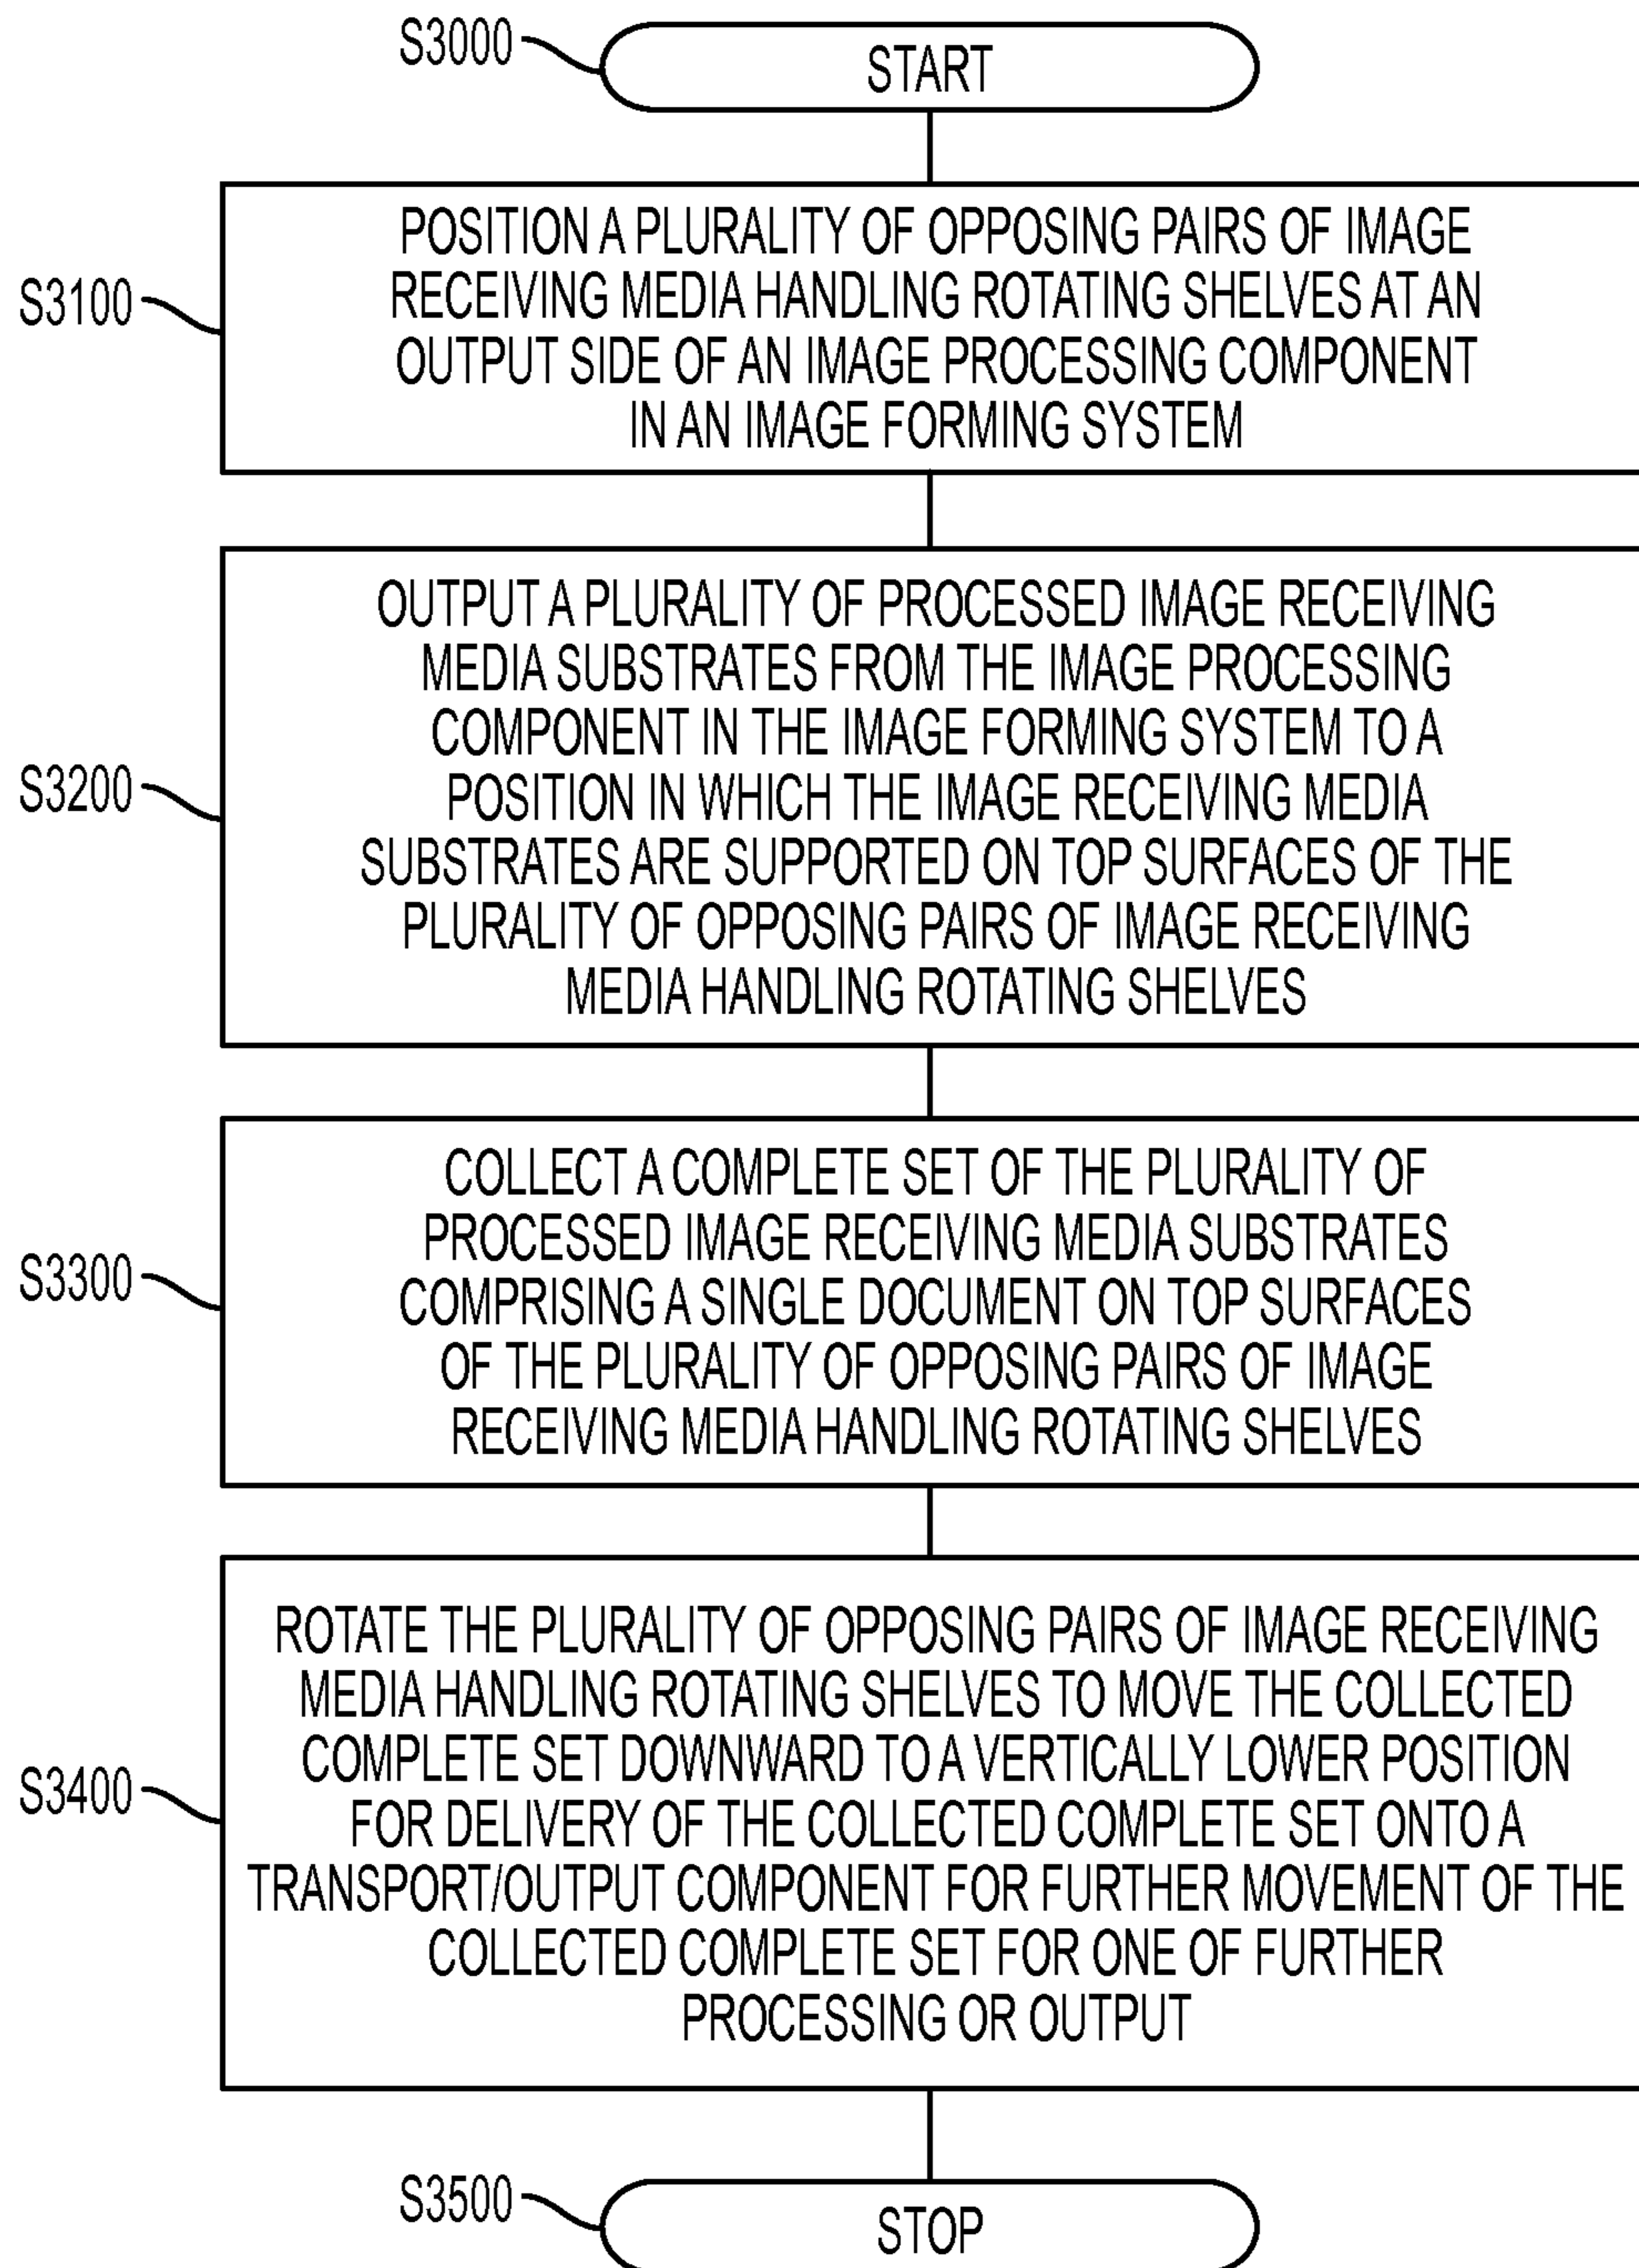 S3000
START
S3100
POSITION A PLURALITY OF OPPOSING PAIRS OF IMAGE
RECEIVING MEDIA HANDLING ROTATING SHELVES AT AN
OUTPUT SIDE OF AN IMAGE PROCESSING COMPONENT
IN AN IMAGE FORMING SYSTEM
S3200
OUTPUT A PLURALITY OF PROCESSED IMAGE RECEIVING
MEDIA SUBSTRATES FROM THE IMAGE PROCESSING
COMPONENT IN THE IMAGE FORMING SYSTEM TO A
POSITION IN WHICH THE IMAGE RECEIVING MEDIA
SUBSTRATES ARE SUPPORTED ON TOP SURFACES OF THE
PLURALITY OF OPPOSING PAIRS OF IMAGE RECEIVING
MEDIA HANDLING ROTATING SHELVES
S3300
COLLECT A COMPLETE SET OF THE PLURALITY OF
PROCESSED IMAGE RECEIVING MEDIA SUBSTRATES
COMPRISING A SINGLE DOCUMENT ON TOP SURFACES
OF THE PLURALITY OF OPPOSING PAIRS OF IMAGE
RECEIVING MEDIA HANDLING ROTATING SHELVES
S3400
ROTATE THE PLURALITY OF OPPOSING PAIRS OF IMAGE RECEIVING
MEDIA HANDLING ROTATING SHELVES TO MOVE THE COLLECTED
COMPLETE SET DOWNWARD TO A VERTICALLY LOWER POSITION
FOR DELIVERY OF THE COLLECTED COMPLETE SET ONTO A
TRANSPORT/OUTPUT COMPONENT FOR FURTHER MOVEMENT OF THE
COLLECTED COMPLETE SET FOR ONE OF FURTHER
PROCESSING OR OUTPUT
S3500
STOP